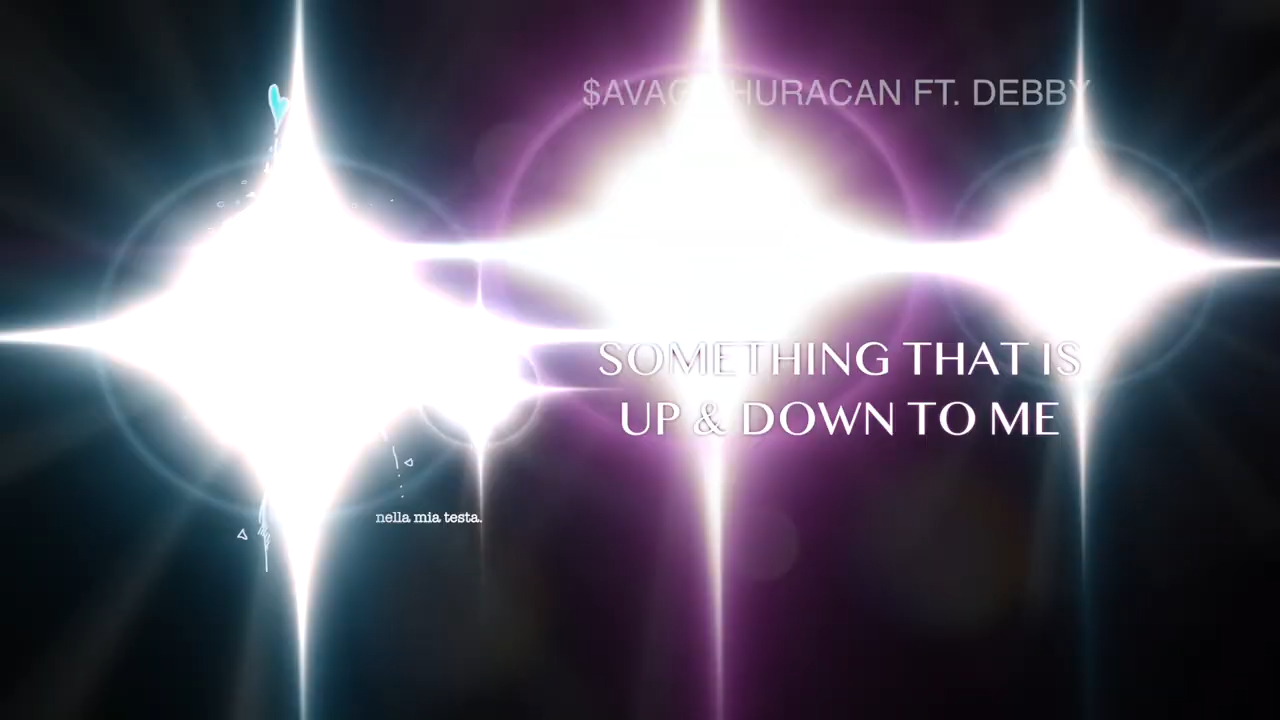 HURACAN FT. DEBBY
SOMETHING THAT IS
UP & DOWN TO ME
nella mia testa.